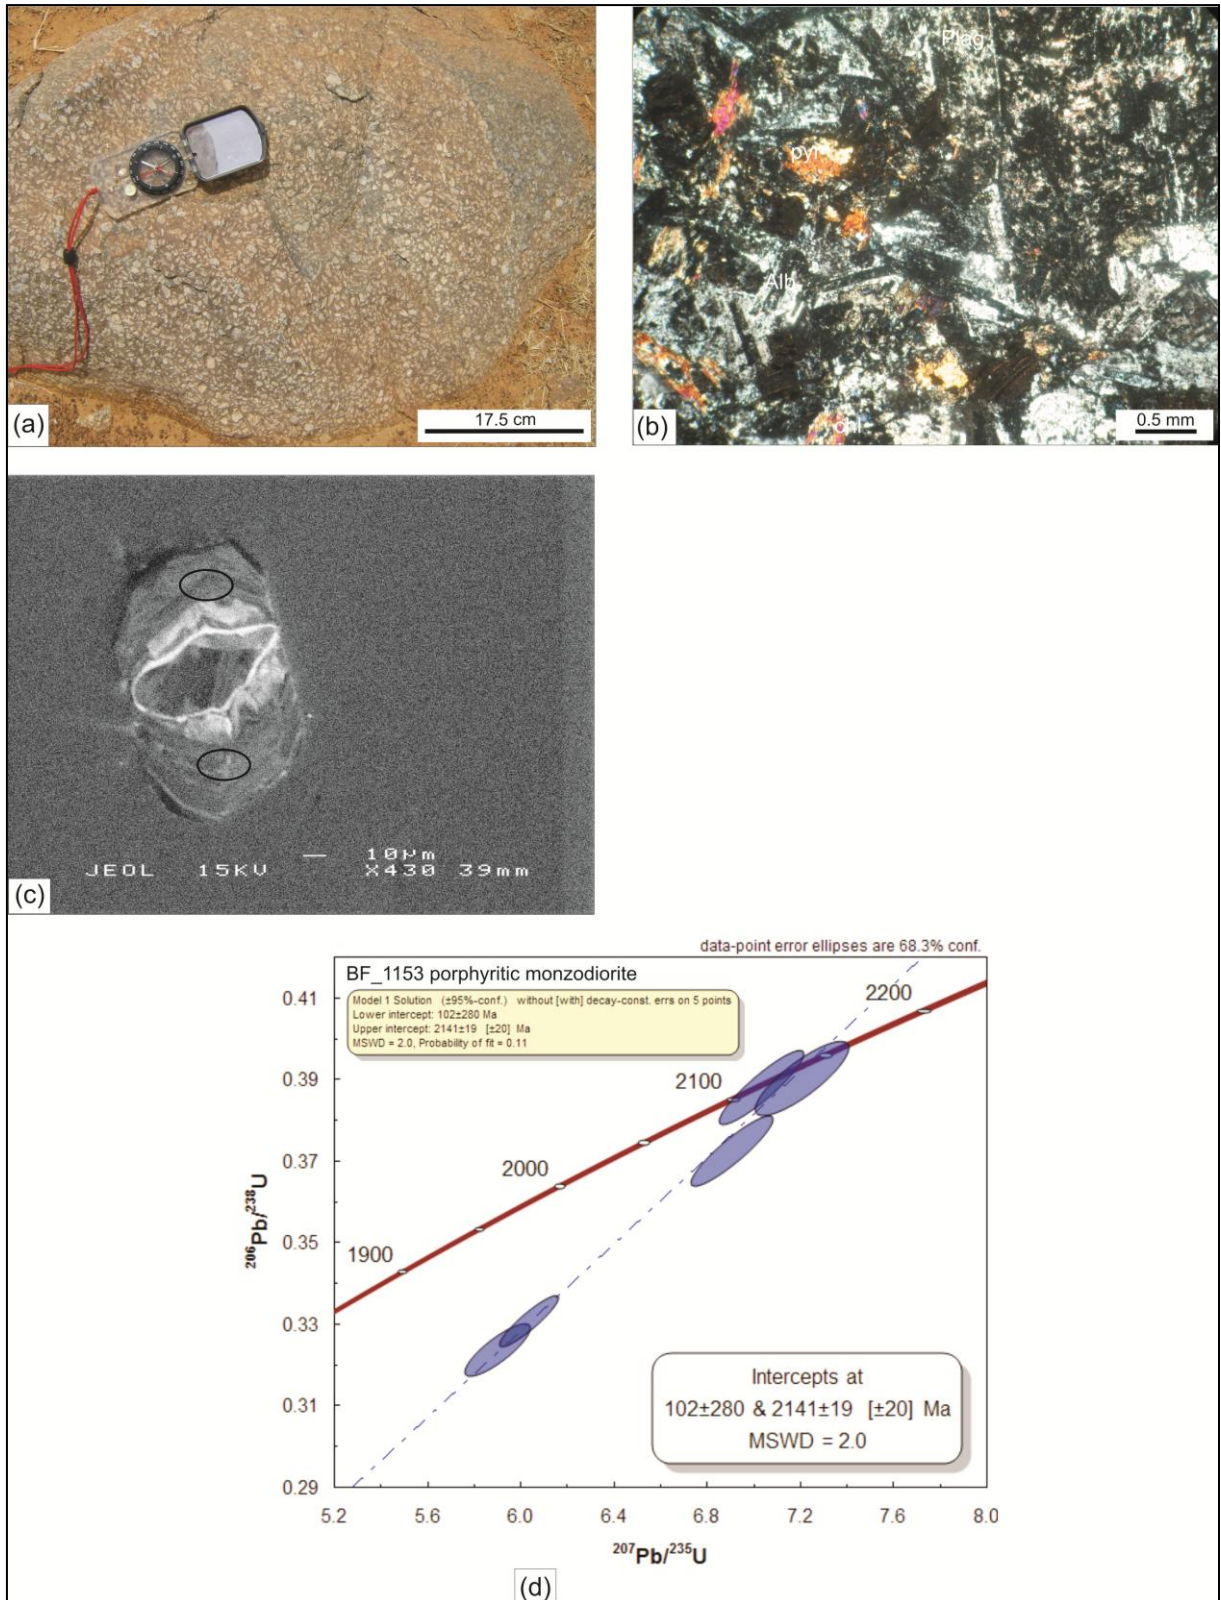 (a)
17.5 cm
Plag
pyr
Alb
chl
(b)
0.5 mm
10µm
JEOL 15KV X430 39mm
(c)
data-point error ellipses are 68.3% conf.
BF_1153 porphyritic monzodiorite
Model 1 Solution (±95%-conf.) without [with] decay-const. errs on 5 points
Lower intercept: 102±280 Ma
Upper intercept: 2141±19 [±20] Ma
MSWD = 2.0, Probability of fit = 0.11
2200
2100
2000
1900
0.41
0.39
0.37
0.35
0.33
0.31
0.29
206Pb/238U
Intercepts at
102±280 & 2141±19 [±20] Ma
MSWD = 2.0
5.2 5.6 6.0 6.4 6.8 7.2 7.6 8.0
207Pb/235U
(d)